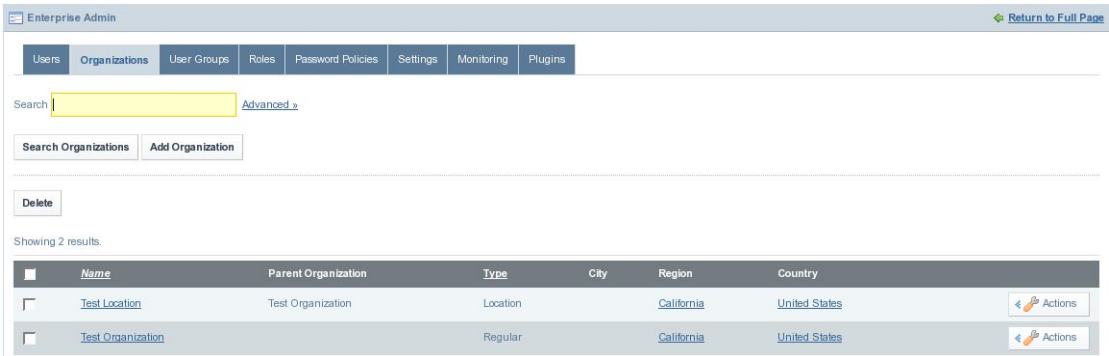 Enterprise Admin Return to Full Page
Users Organizations User Groups Roles Password Policies Settings Monitoring Plugins
Search Advanced »
Search Organizations Add Organization
Delete
Showing 2 results.
Name Parent Organization Type City Region Country
Test Location Test Organization Location California United States Actions
Test Organization Regular California United States Actions